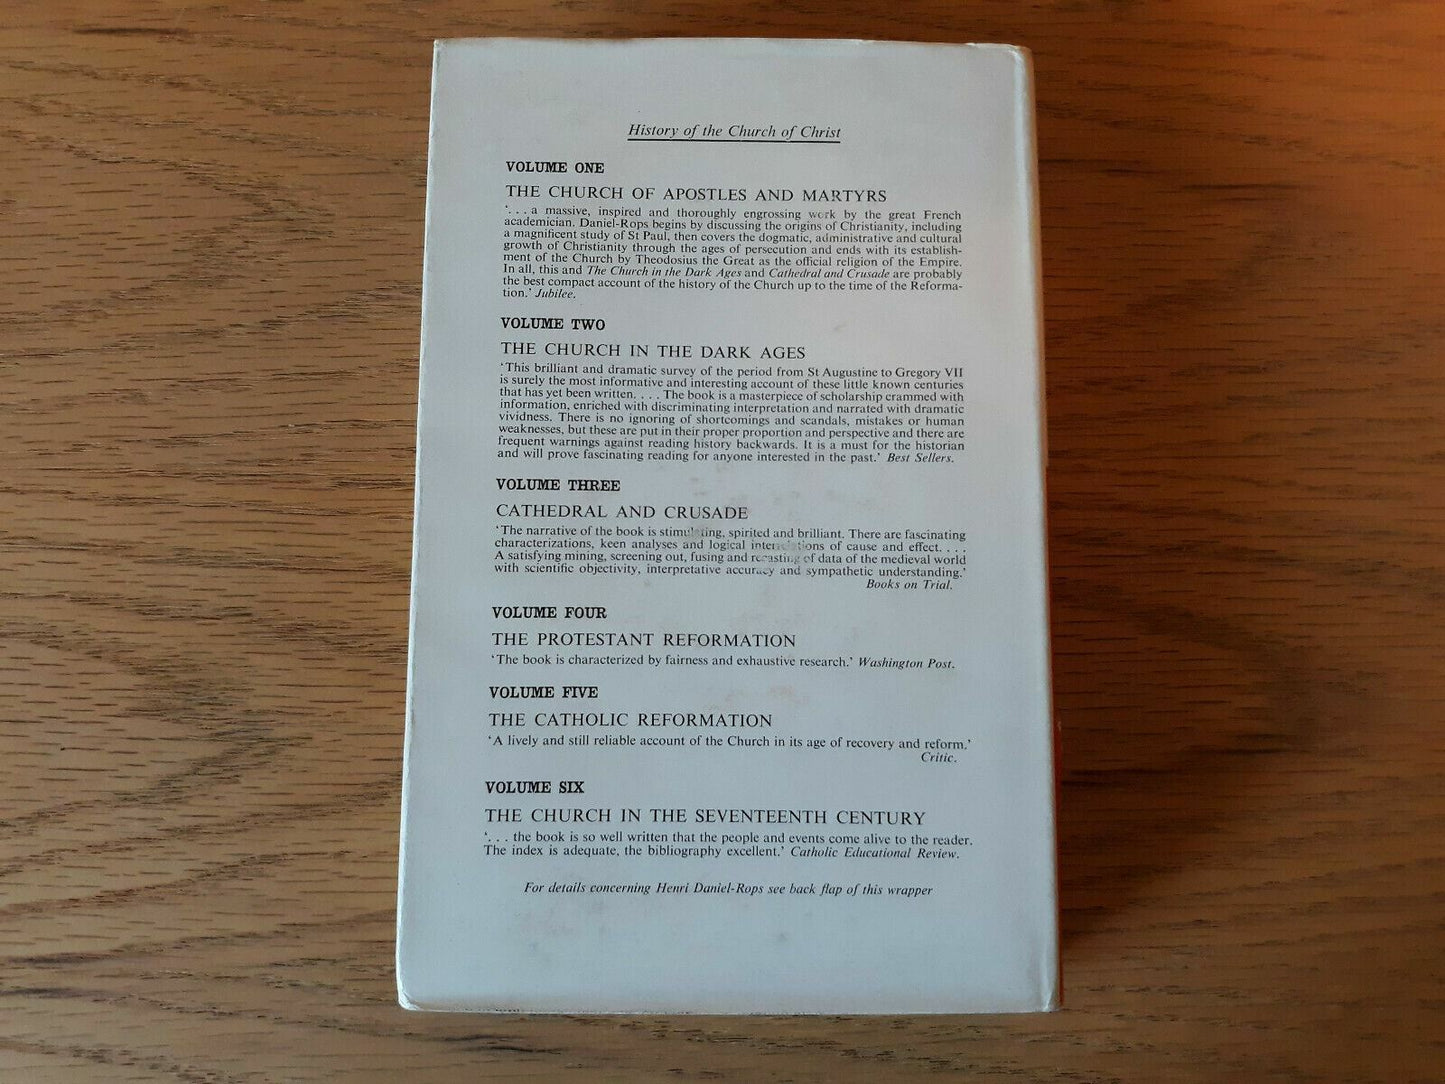 History of the Church of Christ
VOLUME ONE
THE CHURCH OF APOSTLES AND MARTYRS
'. . . a massive, inspired and thoroughly engrossing work by the great French
academician. Daniel-Rops begins by discussing the origins of Christianity, including
a magnificent study of St Paul, then covers the dogmatic, administrative and cultural
growth of Christianity through the ages of persecution and ends with its establish-
ment of the Church by Theodosius the Great as the official religion of the Empire.
In all, this and The Church in the Dark Ages and Cathedral and Crusade are probably
the best compact account of the history of the Church up to the time of the Reforma-
tion.' Jubilee.
VOLUME TWO
THE CHURCH IN THE DARK AGES
'This brilliant and dramatic survey of the period from St Augustine to Gregory VII
is surely the most informative and interesting account of these little known centuries
that has yet been written. . . . The book is a masterpiece of scholarship crammed with
information, enriched with discriminating interpretation and narrated with dramatic
vividness. There is no ignoring of shortcomings and scandals, mistakes or human
weaknesses, but these are put in their proper proportion and perspective and there are
frequent warnings against reading history backwards. It is a must for the historian
and will prove fascinating reading for anyone interested in the past.' Best Sellers.
VOLUME THREE
CATHEDRAL AND CRUSADE
'The narrative of the book is stimulating, spirited and brilliant. There are fascinating
characterizations, keen analyses and logical of cause and effect. . . .
A satisfying mining, screening out, fusing and recasting of data of the medieval world
with scientific objectivity, interpretative accuracy and sympathetic understanding.'
Books on Trial.
VOLUME FOUR
THE PROTESTANT REFORMATION
'The book is characterized by fairness and exhaustive research.' Washington Post.
VOLUME FIVE
THE CATHOLIC REFORMATION
'A lively and still reliable account of the Church in its age of recovery and reform.'
Critic.
VOLUME SIX
THE CHURCH IN THE SEVENTEENTH CENTURY
'. . . the book is so well written that the people and events come alive to the reader.
The index is adequate, the bibliography excellent.' Catholic Educational Review.
For details concerning Henri Daniel-Rops see back flap of this wrapper